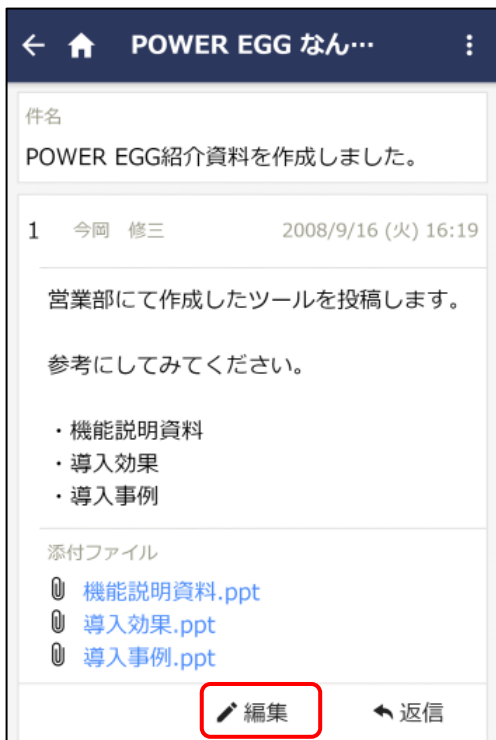 POWER EGG なん…
件名
POWER EGG紹介資料を作成しました。
1 今岡 修三 2008/9/16 (火) 16:19
営業部にて作成したツールを投稿します。
参考にしてみてください。
・機能説明資料
・導入効果
・導入事例
添付ファイル
機能説明資料.ppt
導入効果.ppt
導入事例.ppt
編集 返信